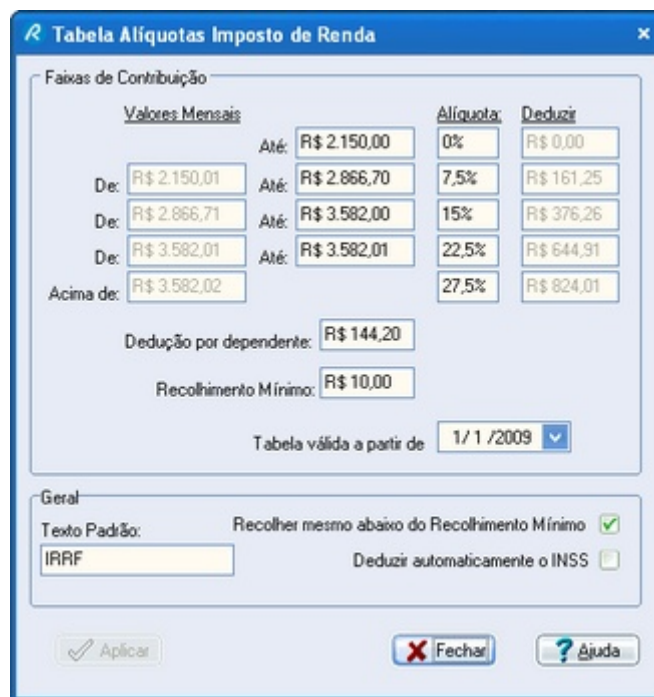 Tabela Alíquotas Imposto de Renda
Faixas de Contribuição
Valores Mensais Alíquota: Deduzir
Até: R$ 2.150,00 0% R$ 0,00
De: R$ 2.150,01 Até: R$ 2.866,70 7,5% R$ 161,25
De: R$ 2.866,71 Até: R$ 3.582,00 15% R$ 376,26
De: R$ 3.582,01 Até: R$ 3.582,01 22,5% R$ 644,91
Acima de: R$ 3.582,02 27,5% R$ 824,01
Dedução por dependente: R$ 144,20
Recolhimento Mínimo: R$ 10,00
Tabela válida a partir de 1/ 1 /2009
Geral
Texto Padrão: Recolher mesmo abaixo do Recolhimento Mínimo
IRRF Deduzir automaticamente o INSS
Aplicar Fechar Ajuda